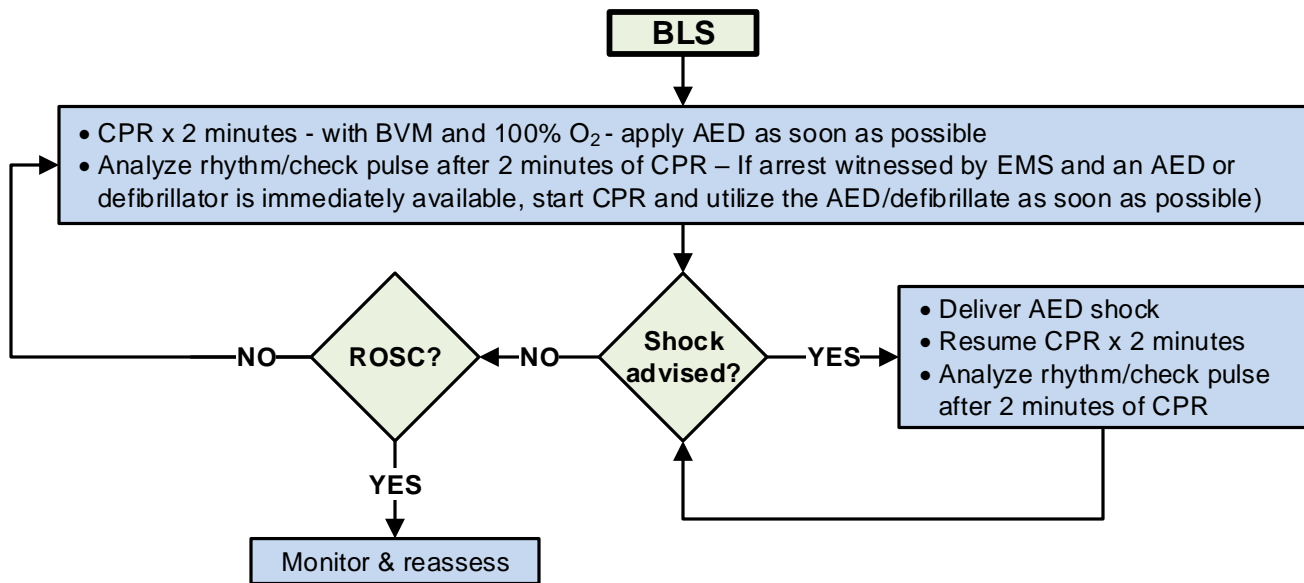 BLS
• CPR x 2 minutes - with BVM and 100% O₂ - apply AED as soon as possible
• Analyze rhythm/check pulse after 2 minutes of CPR – If arrest witnessed by EMS and an AED or
defibrillator is immediately available, start CPR and utilize the AED/defibrillate as soon as possible)
NO
ROSC?
NO
Shock
advised?
YES
• Deliver AED shock
• Resume CPR x 2 minutes
• Analyze rhythm/check pulse
after 2 minutes of CPR
YES
Monitor & reassess